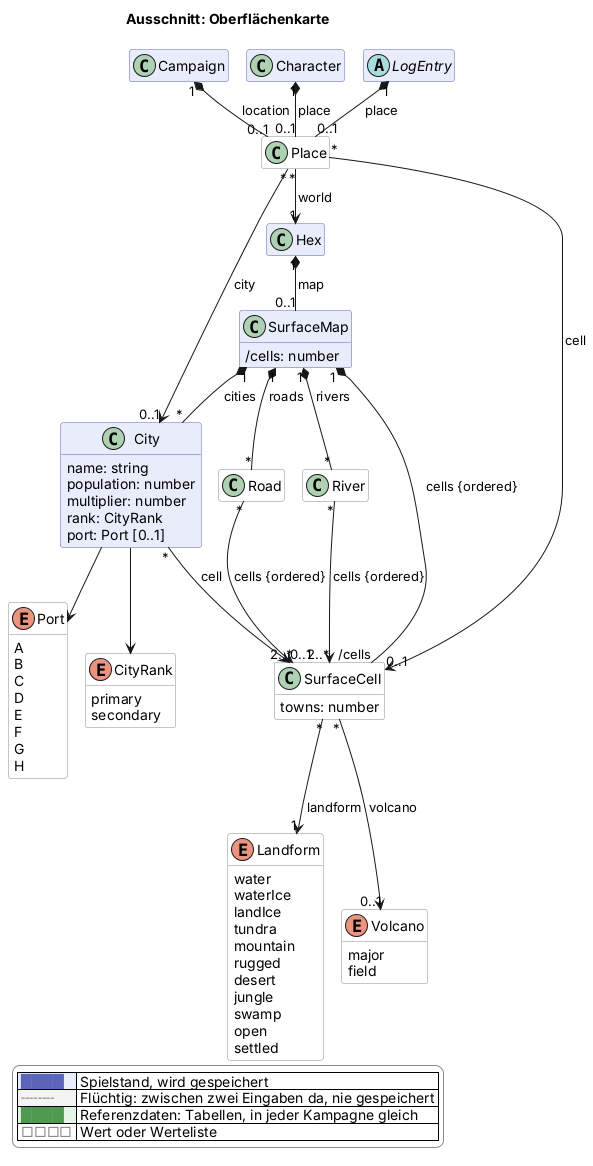 Ausschnitt: Oberflächenkarte
C Campaign
C Character
A LogEntry
1
1
1
location
place
place
0..1
0..1
0..1
C Place
*
* *
world
1
C Hex
1
city
map
0..1
cell
C SurfaceMap
/cells: number
1
1
1
1
cities
roads
rivers
0..1
*
C City
name: string
population: number
multiplier: number
rank: CityRank
port: Port [0..1]
*
*
C Road
C River
cells {ordered}
*
*
*
cell
cells {ordered}
cells {ordered}
E Port
A
B
C
D
E
F
G
H
E CityRank
primary
secondary
0..1
/cells
0..1
C SurfaceCell
towns: number
*
*
landform
volcano
1
E Landform
water
waterIce
landIce
tundra
mountain
rugged
desert
jungle
swamp
open
settled
E Volcano
major
field
Spielstand, wird gespeichert
Flüchtig: zwischen zwei Eingaben da, nie gespeichert
Referenzdaten: Tabellen, in jeder Kampagne gleich
Wert oder Werteliste